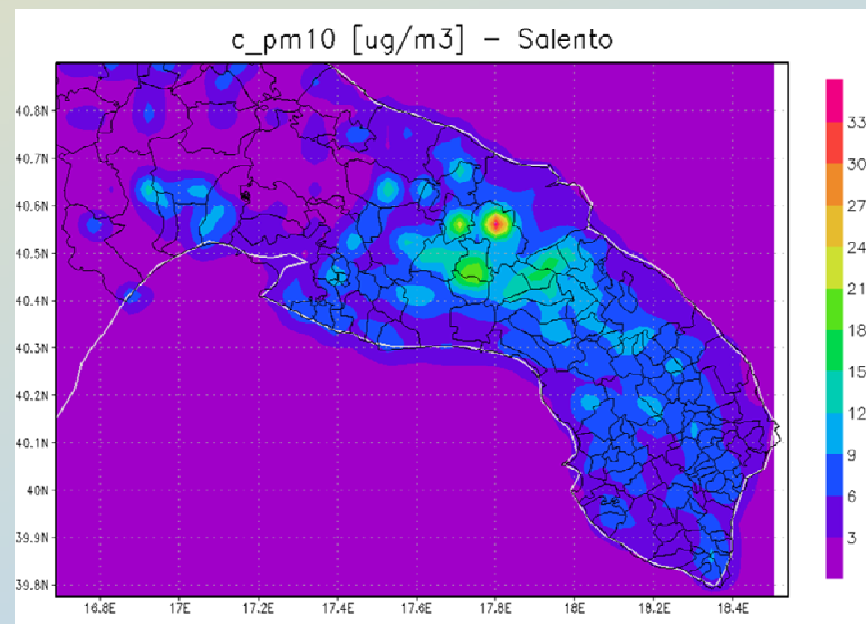 c_pm10 [ug/m3] – Salento
40.8N
40.7N
40.6N
40.5N
40.4N
40.3N
40.2N
40.1N
40N
39.9N
39.8N
16.8E 17E 17.2E 17.4E 17.6E 17.8E 18E 18.2E 18.4E
33
30
27
24
21
18
15
12
9
6
3